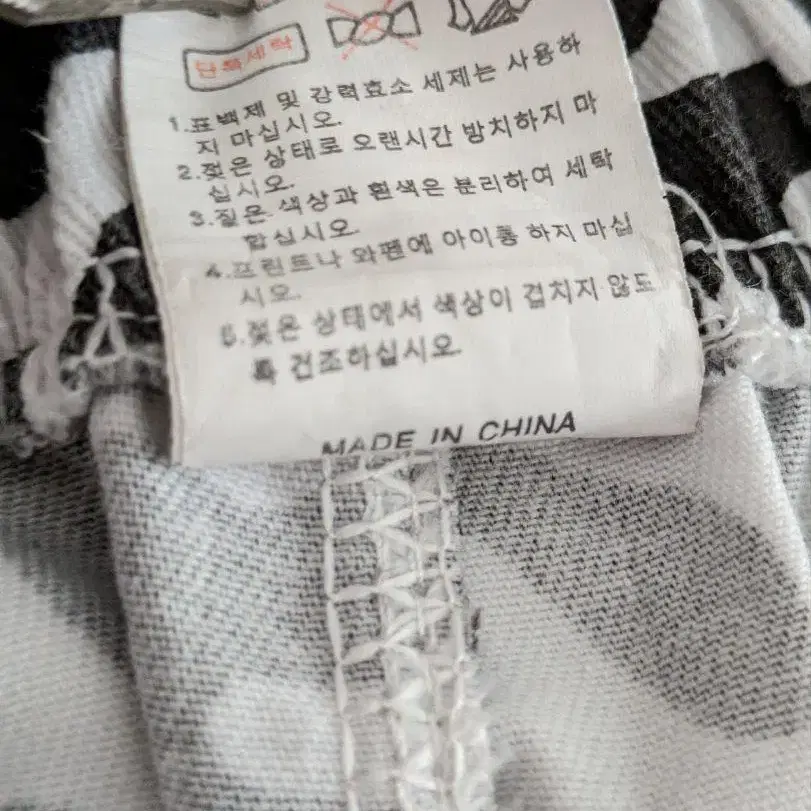 단독세탁
1.표백제 및 강력효소 세제는 사용하
지 마십시오.
2.젖은 상태로 오랜시간 방치하지 마
십시오.
3.짙은 색상과 흰색은 분리하여 세탁
합십시오.
4.프린트나 와펜에 아이롱 하지 마십
시오.
5.젖은 상태에서 색상이 겹치지 않도
록 건조하십시오.
MADE IN CHINA